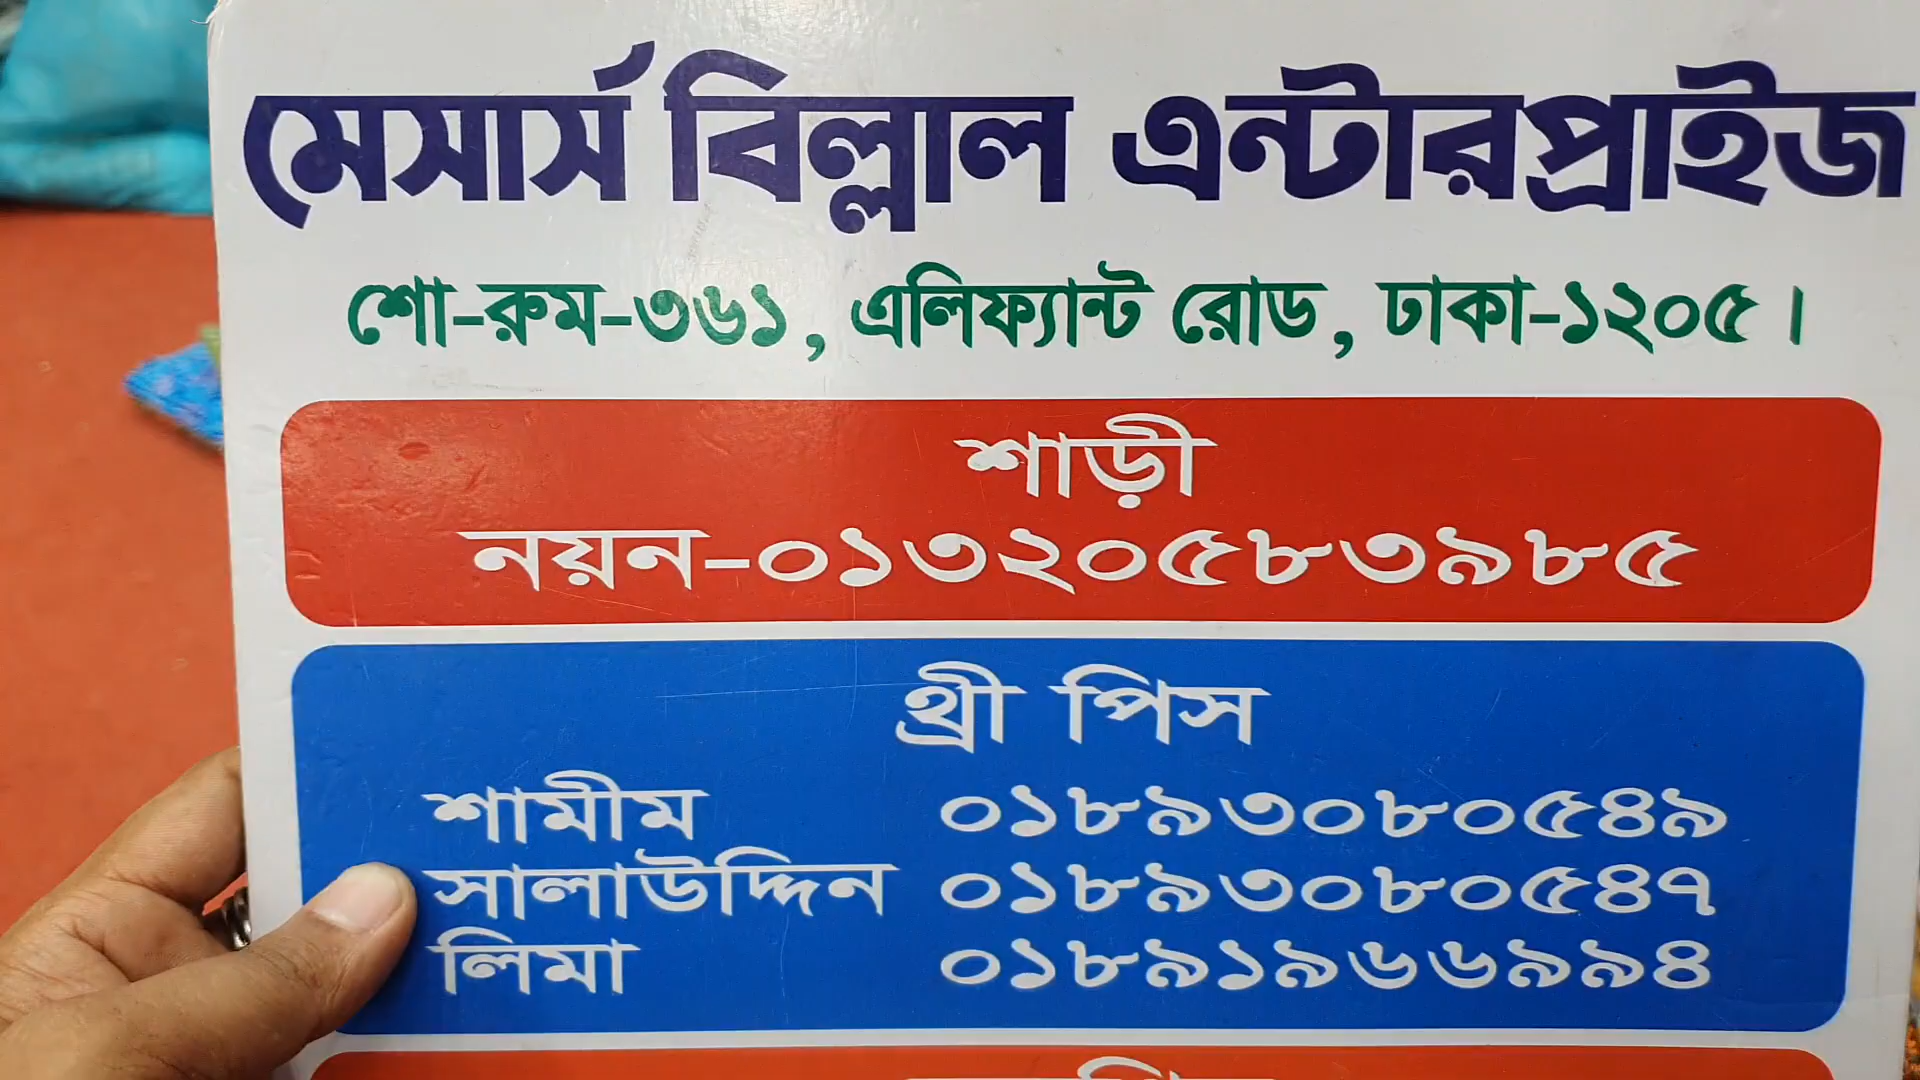 মেসার্স বিল্লাল এন্টারপ্রাইজ
শো-রুম-৩৬১, এলিফ্যান্ট রোড, ঢাকা-১২০৫।
শাড়ী
নয়ন-০১৩২০৫৮৩৯৮৫
থ্রী পিস
শামীম ০১৮৯৩০৮০৫৪৯
সালাউদ্দিন ০১৮৯৩০৮০৫৪৭
লিমা ০১৮৯১৯৬৬৯৯৪